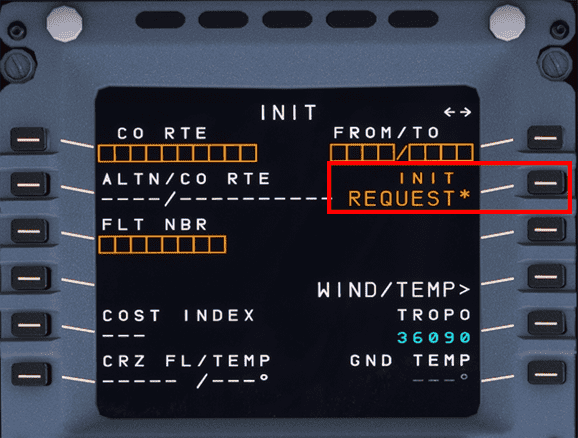 INIT ←→
CO RTE FROM/TO
□□□□□□□□□□ □□□□/□□□□
ALTN/CO RTE INIT
----/---------- REQUEST*
FLT NBR
□□□□□□□□
WIND/TEMP>
COST INDEX TROPO
--- 36090
CRZ FL/TEMP GND TEMP
----- /---° ---°